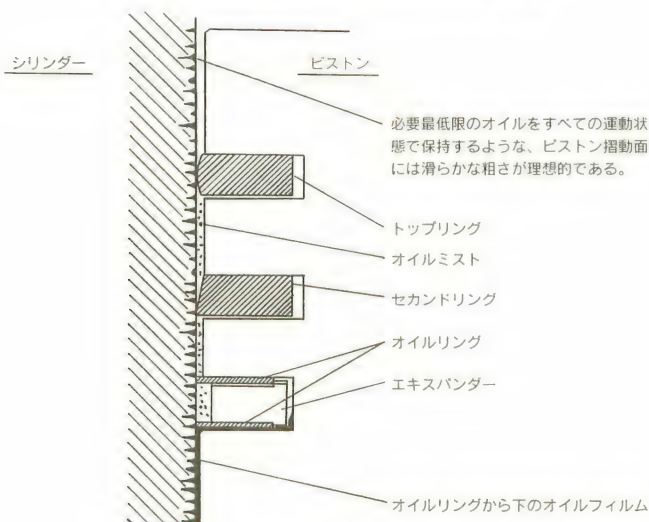 シリンダー
ピストン
必要最低限のオイルをすべての運動状
態で保持するような、ピストン摺動面
には滑らかな粗さが理想的である。
トップリング
オイルミスト
セカンドリング
オイルリング
エキスパンダー
オイルリングから下のオイルフィルム